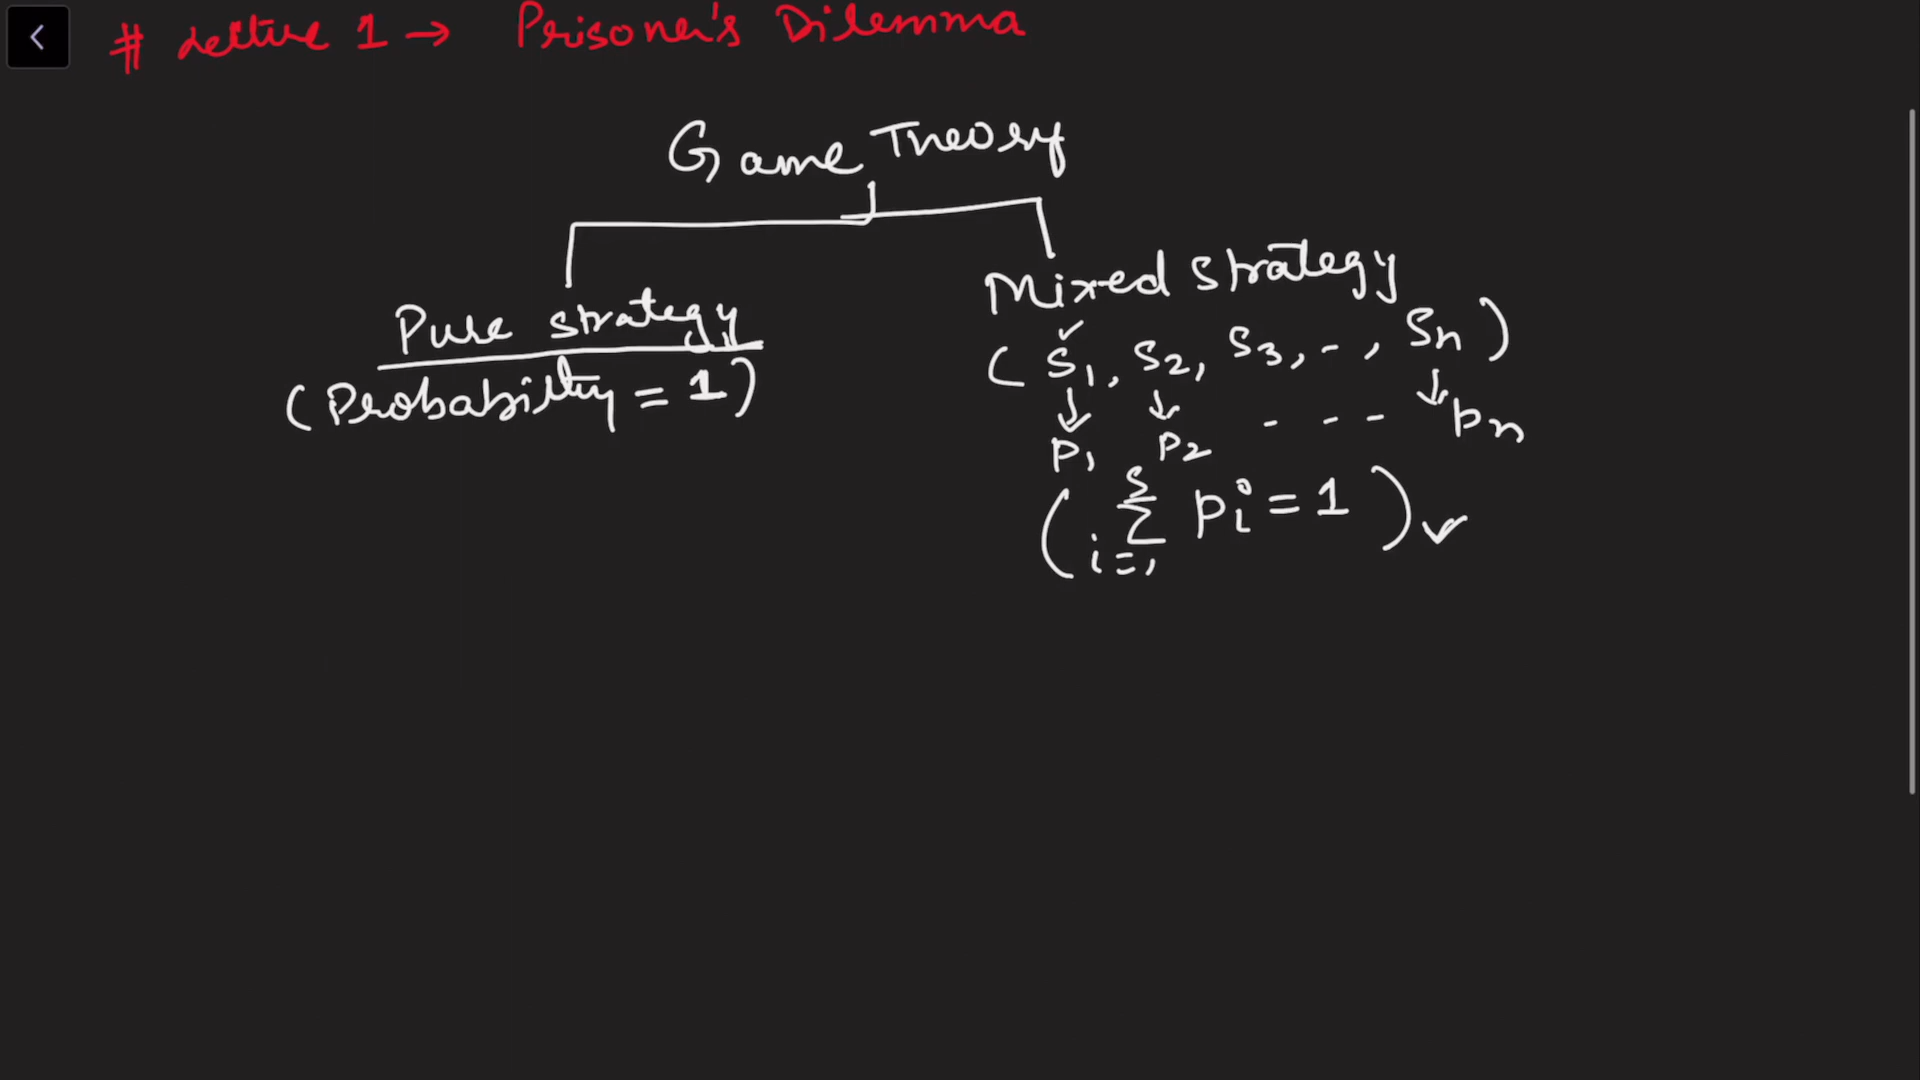 # Lecture 1 → Prisoner's Dilemma
Game Theory
Pure strategy
(Probability = 1)
Mixed strategy
(S1, S2, S3, - - , Sn)
↓ ↓ ↓
P1 P2 - - - Pn
(s∑i=1 Pi = 1)